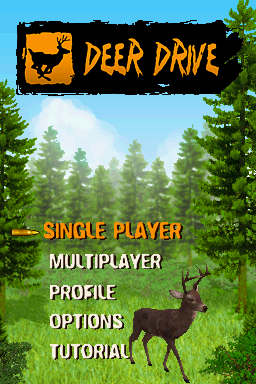 DEER DRIVE
SINGLE PLAYER
MULTIPLAYER
PROFILE
OPTIONS
TUTORIAL